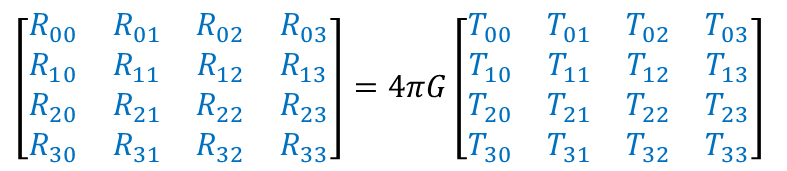 R₀₀ R₀₁ R₀₂ R₀₃ T₀₀ T₀₁ T₀₂ T₀₃
R₁₀ R₁₁ R₁₂ R₁₃ = 4πG T₁₀ T₁₁ T₁₂ T₁₃
R₂₀ R₂₁ R₂₂ R₂₃ T₂₀ T₂₁ T₂₂ T₂₃
R₃₀ R₃₁ R₃₂ R₃₃ T₃₀ T₃₁ T₃₂ T₃₃